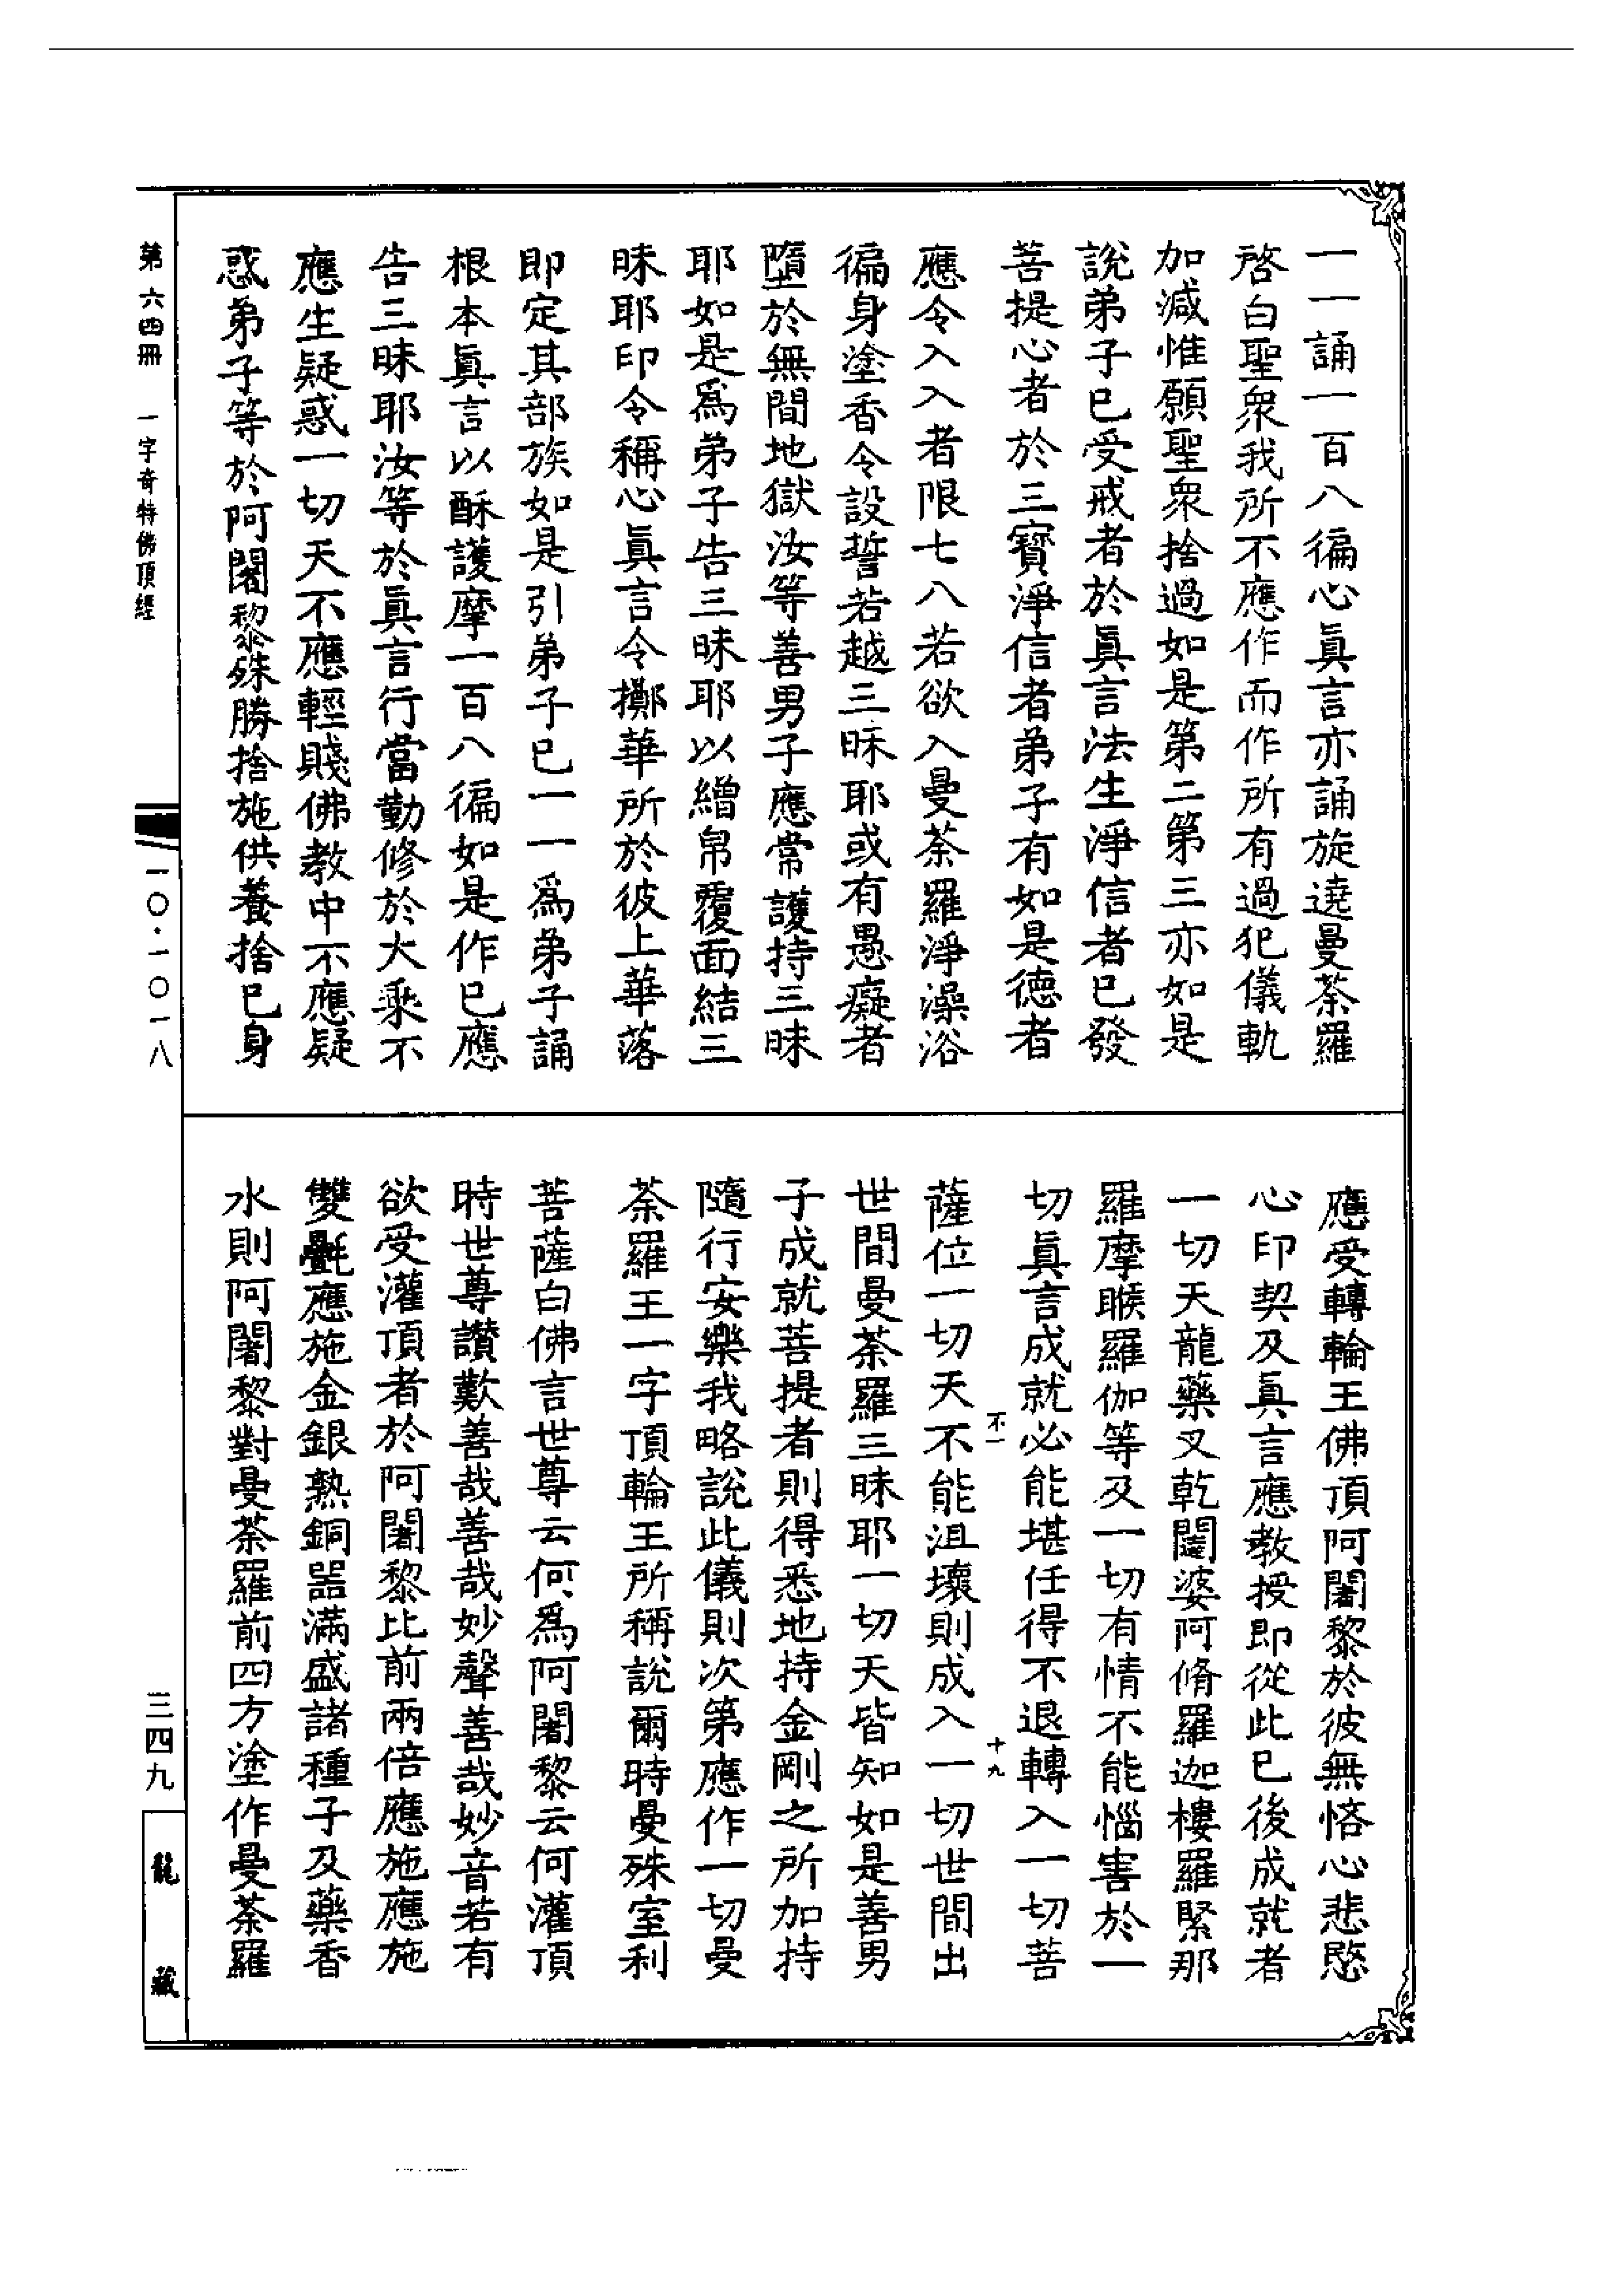 一一誦一百八徧心眞言亦誦旋遶曼荼羅
啓白聖衆我所不應作而作所有過犯儀軌
加減惟願聖衆捨過如是第二第三亦如是
說弟子已受戒者於眞言法生淨信者已發
菩提心者於三寶淨信者弟子有如是德者
應令入入者限七八若欲入曼荼羅淨澡浴
徧身塗香令設誓若越三昧耶或有愚癡者
墮於無間地獄汝等善男子應常護持三昧
耶如是爲弟子告三昧耶以繒帛覆面結三
昧耶印令稱心眞言令擲華所於彼上華落
即定其部族如是引弟子已一一爲弟子誦
根本眞言以酥護摩一百八徧如是作已應
告三昧耶汝等於眞言行當勤修於大乘不
應生疑惑一切天不應輕賤佛教中不應疑
惑弟子等於阿闍黎殊勝捨施供養捨已身
應受轉輪王佛頂阿闍黎於彼無悋心悲愍
心印契及眞言應教授即從此已後成就者
一切天龍藥叉乾闥婆阿脩羅迦樓羅緊那
羅摩睺羅伽等及一切有情不能惱害於一
切眞言成就必能堪任得不退轉入一切菩
不一 十九
薩位一切天不能沮壞則成入一切世間出
世間曼荼羅三昧耶一切天皆知如是善男
子成就菩提者則得悉地持金剛之所加持
隨行安樂我略說此儀則次第應作一切曼
荼羅王一字頂輪王所稱說爾時曼殊室利
菩薩白佛言世尊云何爲阿闍黎云何灌頂
時世尊讚歎善哉善哉妙聲善哉妙音若有
欲受灌頂者於阿闍黎比前兩倍應施應施
雙氎應施金銀熟銅器滿盛諸種子及藥香
水則阿闍黎對曼荼羅前四方塗作曼荼羅
第六四冊 一字奇特佛頂經
一〇·一〇一八
三四九
龍藏